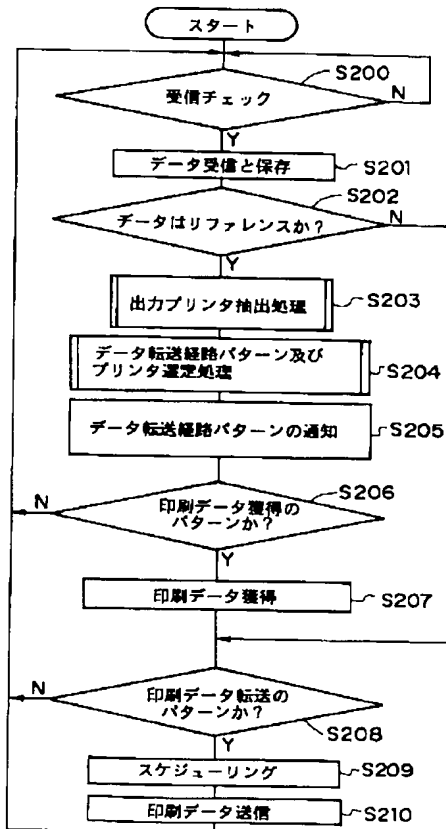 スタート
S200
受信チェック
N
Y
データ受信と保存
S201
S202
データはリファレンスか?
N
Y
出力プリンタ抽出処理
S203
データ転送経路パターン及び
プリンタ選定処理
S204
データ転送経路パターンの通知
S205
S206
N
印刷データ獲得の
パターンか?
Y
印刷データ獲得
S207
N
印刷データ転送の
パターンか?
S208
Y
スケジューリング
S209
印刷データ送信
S210